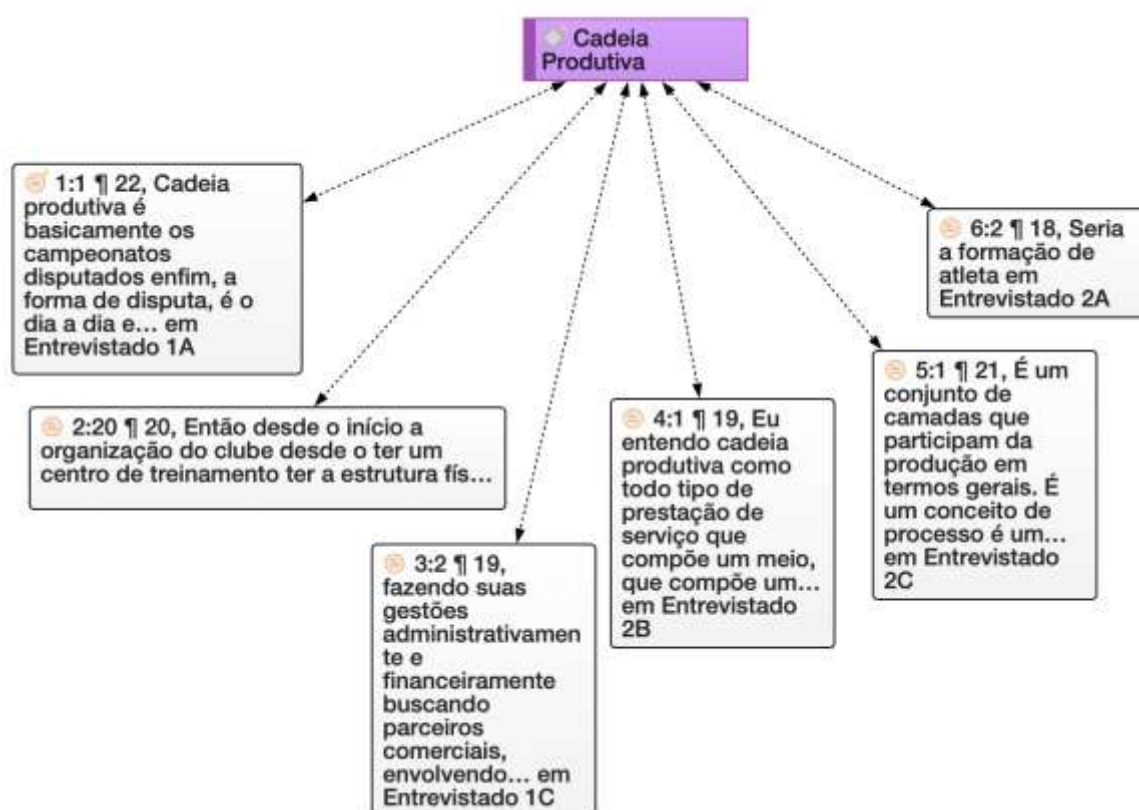 Cadeia
Produtiva
1:1 ¶ 22, Cadeia
produtiva é
basicamente os
campeonatos
disputados enfim, a
forma de disputa, é o
dia a dia e… em
Entrevistado 1A
6:2 ¶ 18, Seria
a formação de
atleta em
Entrevistado 2A
2:20 ¶ 20, Então desde o início a
organização do clube desde o ter um
centro de treinamento ter a estrutura fís…
5:1 ¶ 21, É um
conjunto de
camadas que
participam da
produção em
termos gerais. É
um conceito de
processo é um…
em Entrevistado
2C
4:1 ¶ 19, Eu
entendo cadeia
produtiva como
todo tipo de
prestação de
serviço que
compõe um meio,
que compõe um…
em Entrevistado
2B
3:2 ¶ 19,
fazendo suas
gestões
administrativamen
te e
financeiramente
buscando
parceiros
comerciais,
envolvendo… em
Entrevistado 1C